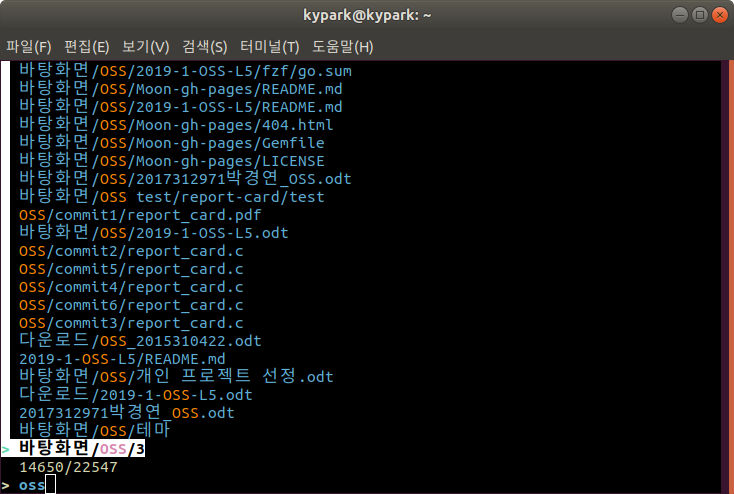 kypark@kypark: ~
파일(F) 편집(E) 보기(V) 검색(S) 터미널(T) 도움말(H)
바탕화면/OSS/2019-1-OSS-L5/fzf/go.sum
바탕화면/OSS/Moon-gh-pages/README.md
바탕화면/OSS/2019-1-OSS-L5/README.md
바탕화면/OSS/Moon-gh-pages/404.html
바탕화면/OSS/Moon-gh-pages/Gemfile
바탕화면/OSS/Moon-gh-pages/LICENSE
바탕화면/OSS/2017312971박경연_OSS.odt
바탕화면/OSS test/report-card/test
OSS/commit1/report_card.pdf
바탕화면/OSS/2019-1-OSS-L5.odt
OSS/commit2/report_card.c
OSS/commit5/report_card.c
OSS/commit4/report_card.c
OSS/commit6/report_card.c
OSS/commit3/report_card.c
다운로드/OSS_2015310422.odt
2019-1-OSS-L5/README.md
바탕화면/OSS/개인 프로젝트 선정.odt
다운로드/2019-1-OSS-L5.odt
2017312971박경연_OSS.odt
바탕화면/OSS/테마
> 바탕화면/OSS/3
14650/22547
> oss